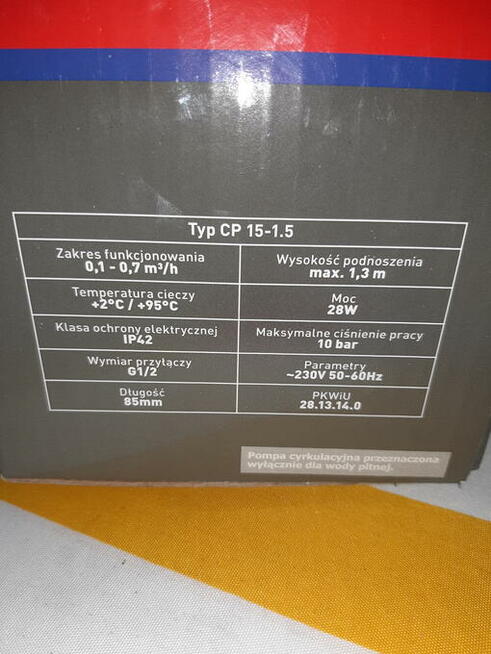 Typ CP 15-1.5
Zakres funkcjonowania
0,1 - 0,7 m³/h
Wysokość podnoszenia
max. 1,3 m
Temperatura cieczy
+2°C / +95°C
Moc
28W
Klasa ochrony elektrycznej
IP42
Maksymalne ciśnienie pracy
10 bar
Wymiar przyłączy
G1/2
Parametry
~230V 50-60Hz
Długość
85mm
PKWiU
28.13.14.0
Pompa cyrkulacyjna przeznaczona
wyłącznie dla wody pitnej.